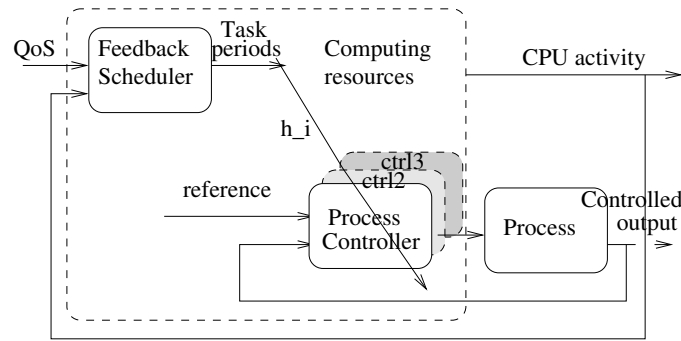 QoS
Feedback
Scheduler
Task
periods
Computing
resources
CPU activity
h_i
ctrl3
ctrl2
reference
Process
Controller
Process
Controlled
output